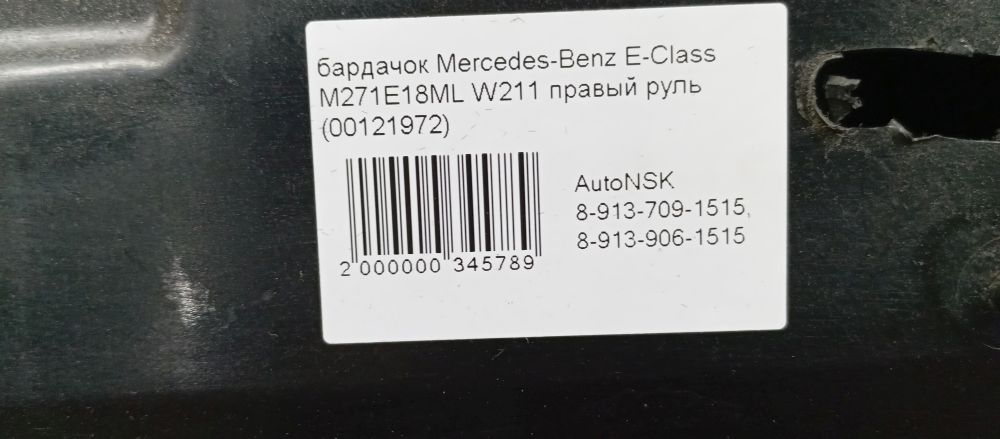 бардачок Mercedes-Benz E-Class
M271E18ML W211 правый руль
(00121972)
AutoNSK
8-913-709-1515,
8-913-906-1515
2 000000 345789